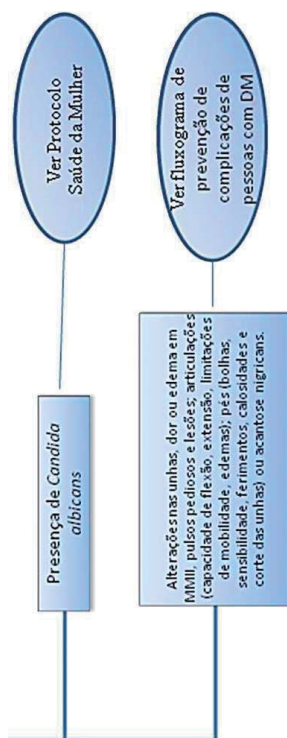 Ver Protocolo
Saúde da Mulher
Presença de Candida
albicans
Ver fluxograma de
prevenção de
complicações de
pessoas com DM
Alterações nas unhas, dor ou edema em
MMII, pulsos pediosos e lesões; articulações
(capacidade de flexão, extensão, limitações
de mobilidade, edemas); pés (bolhas,
sensibilidade, ferimentos, calosidades e
corte das unhas) ou acantose nigricans.